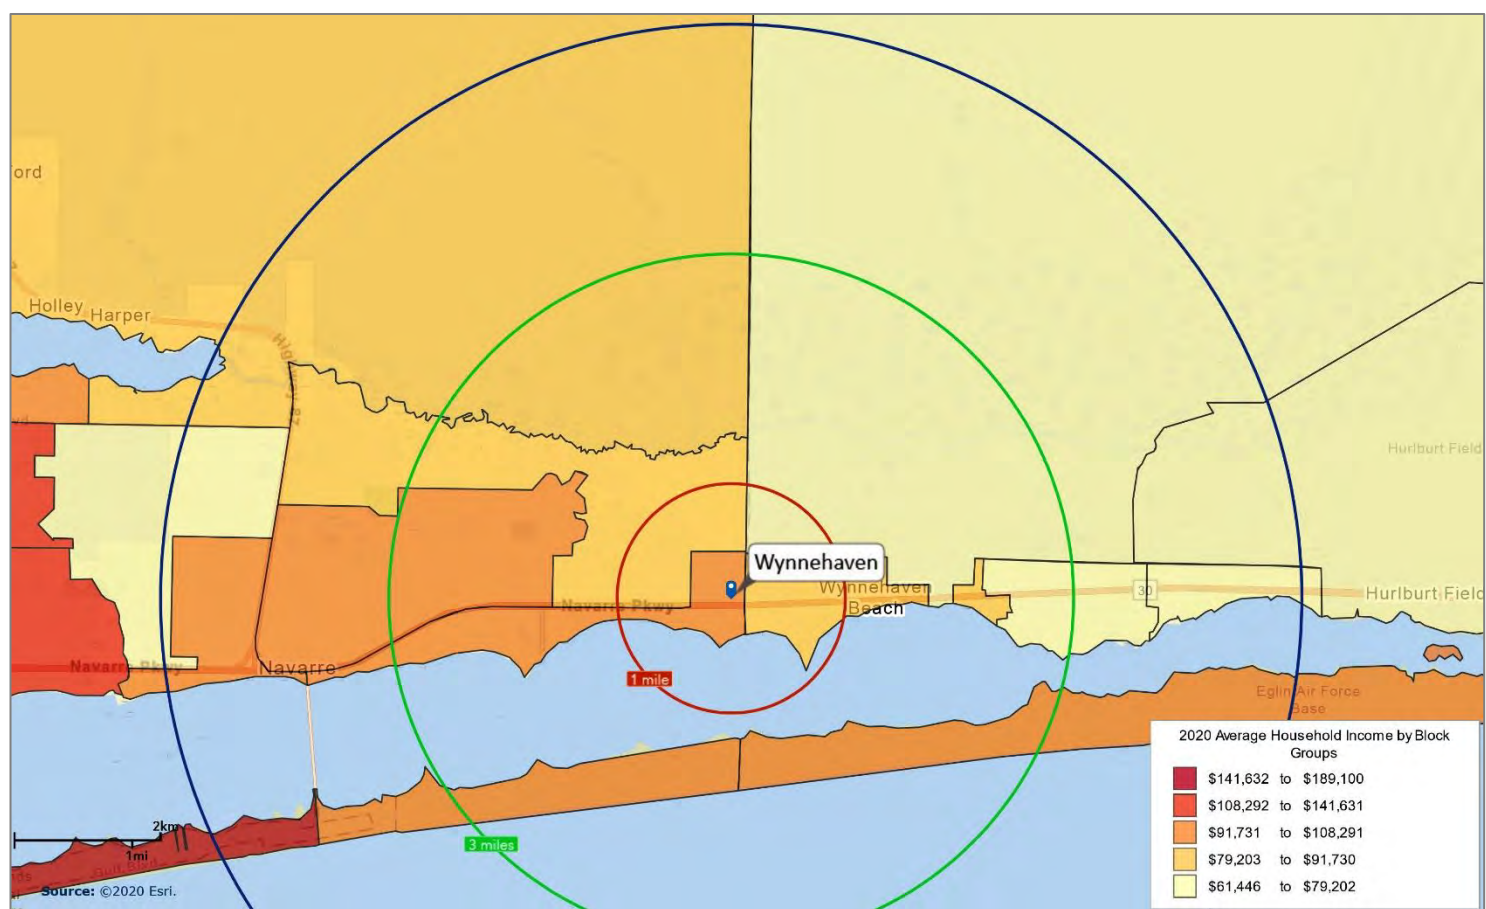 ord
Holley
Harper
Highway 87
Hurlburt Field
Wynnehaven
Wynnehaven
Beach
30
Hurlburt Field
Navarre Pkwy
Navarre Pkwy
Navarre
1 mile
Eglin Air Force
Base
2020 Average Household Income by Block
Groups
$141,632 to $189,100
$108,292 to $141,631
$91,731 to $108,291
$79,203 to $91,730
$61,446 to $79,202
2km
1mi
3 miles
Gulf Blvd
Source: ©2020 Esri.